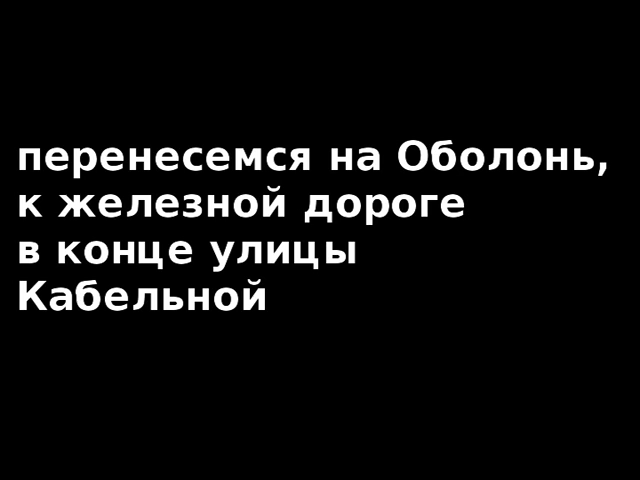 перенесемся на Оболонь,
к железной дороге
в конце улицы
Кабельной